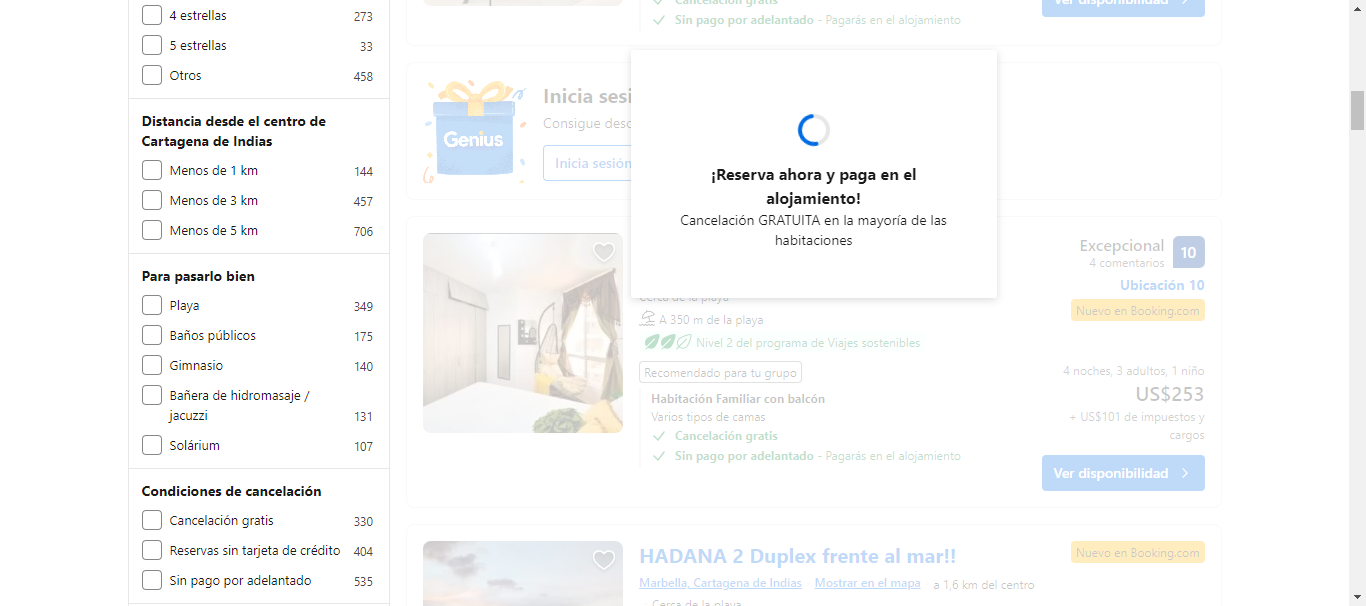 4 estrellas 273
5 estrellas 33
Otros 458
Distancia desde el centro de
Cartagena de Indias
Menos de 1 km 144
Menos de 3 km 457
Menos de 5 km 706
Para pasarlo bien
Playa 349
Baños públicos 175
Gimnasio 140
Bañera de hidromasaje /
jacuzzi 131
Solárium 107
Condiciones de cancelación
Cancelación gratis 330
Reservas sin tarjeta de crédito 404
Sin pago por adelantado 535
Cancelación gratis
Sin pago por adelantado - Pagarás en el alojamiento
Ver disponibilidad
Genius
Inicia sesi
Consigue desc
Inicia sesión
¡Reserva ahora y paga en el
alojamiento!
Cancelación GRATUITA en la mayoría de las
habitaciones
Excepcional 10
4 comentarios
Ubicación 10
Nuevo en Booking.com
Cerca de la playa
A 350 m de la playa
Nivel 2 del programa de Viajes sostenibles
Recomendado para tu grupo
Habitación Familiar con balcón
Varios tipos de camas
Cancelación gratis
Sin pago por adelantado - Pagarás en el alojamiento
4 noches, 3 adultos, 1 niño
US$253
+ US$101 de impuestos y
cargos
Ver disponibilidad
HADANA 2 Duplex frente al mar!!
Nuevo en Booking.com
Marbella, Cartagena de Indias Mostrar en el mapa a 1,6 km del centro
Cerca de la playa